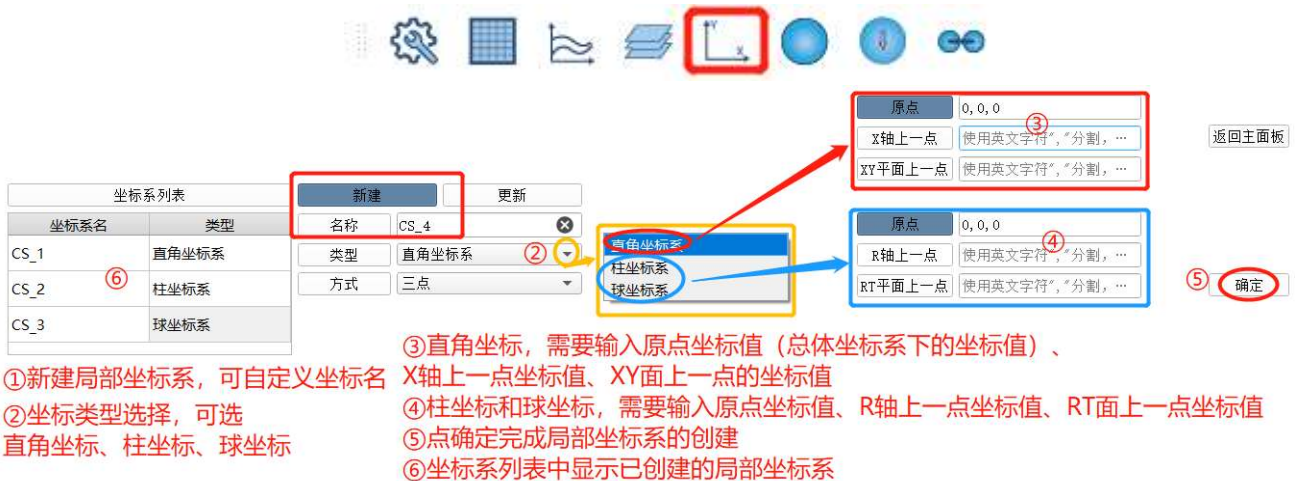 Y
X
原点
0,0,0
③
X轴上一点
使用英文字符","分割，…
XY平面上一点
使用英文字符","分割，…
返回主面板
坐标系列表
新建
更新
坐标系名
类型
名称
CS_4
CS_1
直角坐标系
类型
直角坐标系
②
方式
三点
CS_2
柱坐标系
⑥
CS_3
球坐标系
直角坐标系
柱坐标系
球坐标系
原点
0,0,0
④
R轴上一点
使用英文字符","分割，…
RT平面上一点
使用英文字符","分割，…
⑤
确定
①新建局部坐标系，可自定义坐标名
②坐标类型选择，可选
直角坐标、柱坐标、球坐标
③直角坐标，需要输入原点坐标值（总体坐标系下的坐标值）、
X轴上一点坐标值、XY面上一点的坐标值
④柱坐标和球坐标，需要输入原点坐标值、R轴上一点坐标值、RT面上一点坐标值
⑤点确定完成局部坐标系的创建
⑥坐标系列表中显示已创建的局部坐标系